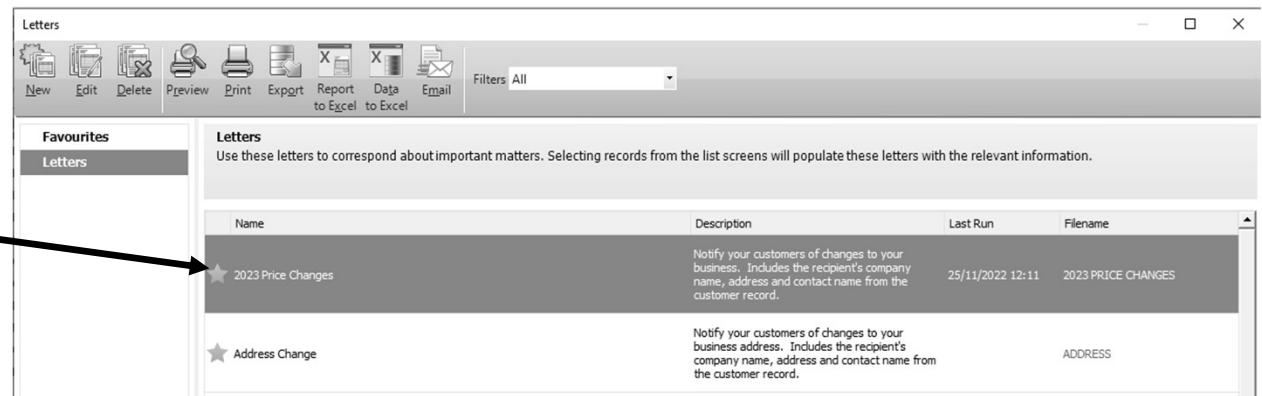 Letters
New Edit Delete Preview Print Export Report to Excel Data to Excel Email Filters All
Favourites
Letters
Letters
Use these letters to correspond about important matters. Selecting records from the list screens will populate these letters with the relevant information.
Name Description Last Run Filename
2023 Price Changes
Notify your customers of changes to your
business. Includes the recipient's company
name, address and contact name from the
customer record.
25/11/2022 12:11 2023 PRICE CHANGES
Address Change
Notify your customers of changes to your
business address. Includes the recipient's
company name, address and contact name from
the customer record.
ADDRESS